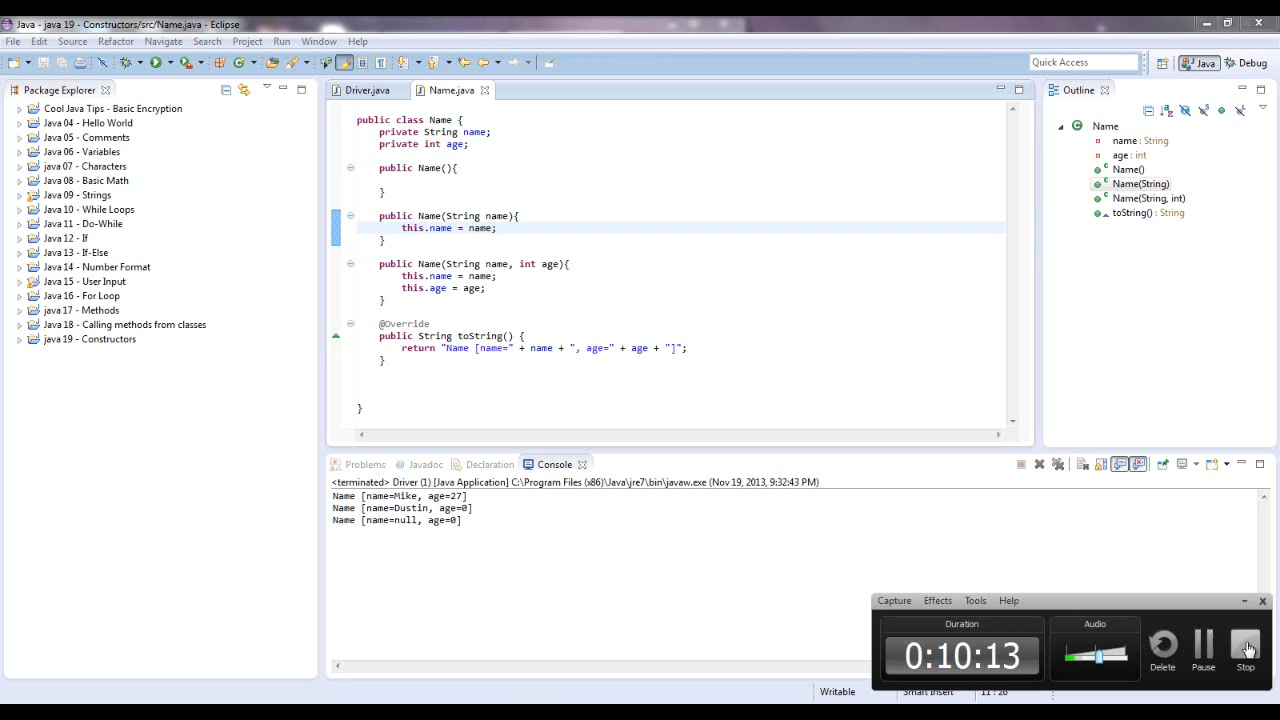 Java - java 19 - Constructors/src/Name.java - Eclipse
File Edit Source Refactor Navigate Search Project Run Window Help
Quick Access
Java
Debug
Package Explorer
Cool Java Tips - Basic Encryption
Java 04 - Hello World
Java 05 - Comments
Java 06 - Variables
java 07 - Characters
Java 08 - Basic Math
Java 09 - Strings
Java 10 - While Loops
Java 11 - Do-While
Java 12 - If
Java 13 - If-Else
Java 14 - Number Format
Java 15 - User Input
Java 16 - For Loop
java 17 - Methods
Java 18 - Calling methods from classes
java 19 - Constructors
Driver.java
Name.java
public class Name {
private String name;
private int age;
public Name(){
}
public Name(String name){
this.name = name;
}
public Name(String name, int age){
this.name = name;
this.age = age;
}
@Override
public String toString() {
return "Name [name=" + name + ", age=" + age + "]";
}
}
Outline
Name
name : String
age : int
Name()
Name(String)
Name(String, int)
toString() : String
Problems @ Javadoc Declaration Console
<terminated> Driver (1) [Java Application] C:\Program Files (x86)\Java\jre7\bin\javaw.exe (Nov 19, 2013, 9:32:43 PM)
Name [name=Mike, age=27]
Name [name=Dustin, age=0]
Name [name=null, age=0]
Capture Effects Tools Help
Duration
0:10:13
Audio
Delete
Pause
Stop
Writable
Smart Insert
11 : 26